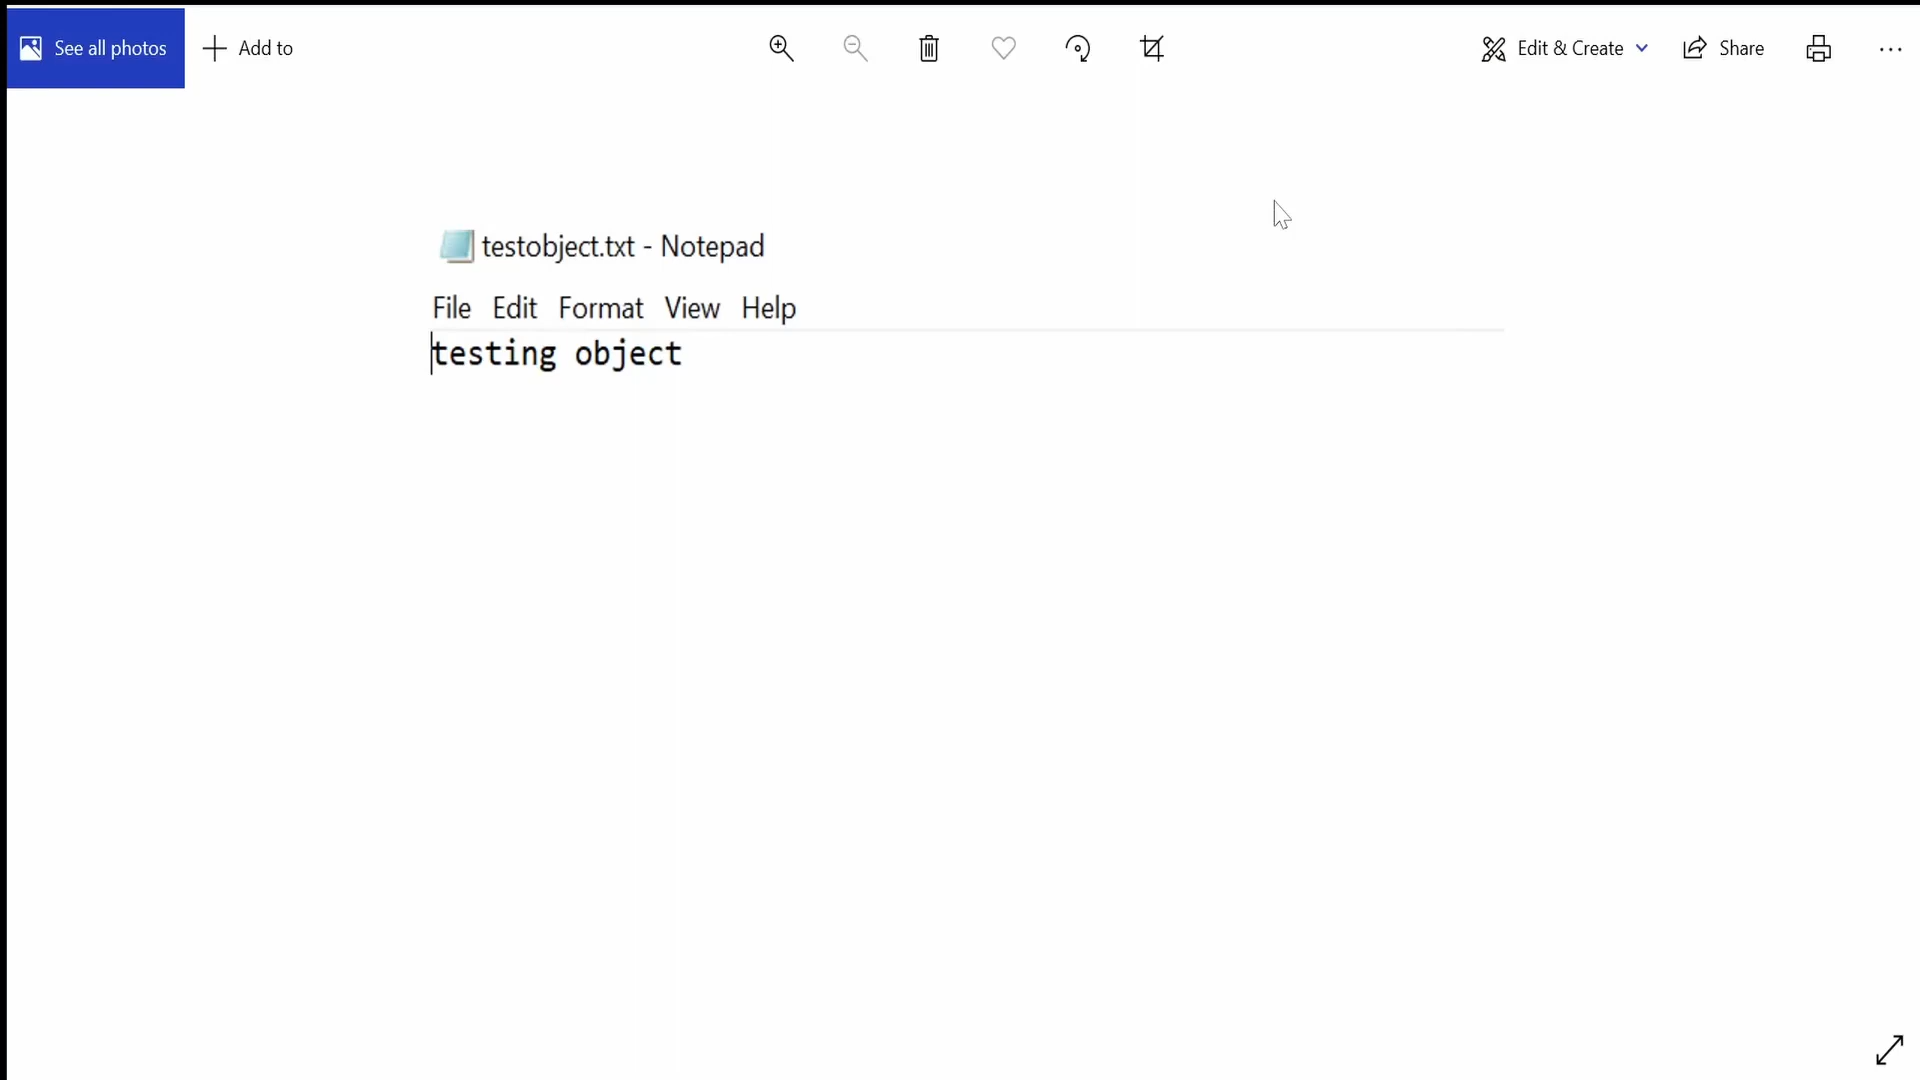 See all photos
Add to
Edit & Create
Share
testobject.txt - Notepad
File Edit Format View Help
testing object